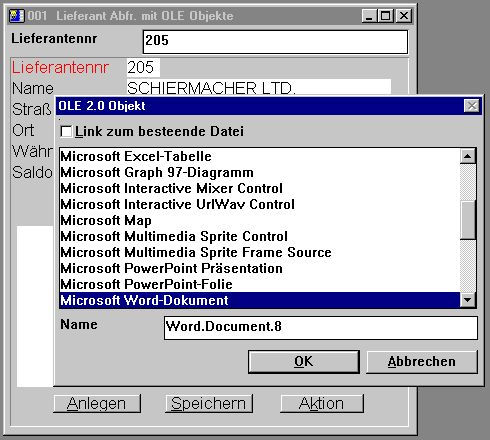 001 Lieferant Abfr. mit OLE Objekte
Lieferantennr 205
Lieferantennr 205
Name SCHIERMACHER LTD.
Straß
Ort
Währ
Saldo
OLE 2.0 Objekt
Link zum besteende Datei
Microsoft Excel-Tabelle
Microsoft Graph 97-Diagramm
Microsoft Interactive Mixer Control
Microsoft Interactive UrlWav Control
Microsoft Map
Microsoft Multimedia Sprite Control
Microsoft Multimedia Sprite Frame Source
Microsoft PowerPoint Präsentation
Microsoft PowerPoint-Folie
Microsoft Word-Dokument
Name Word.Document.8
OK Abbrechen
Anlegen Speichern Aktion